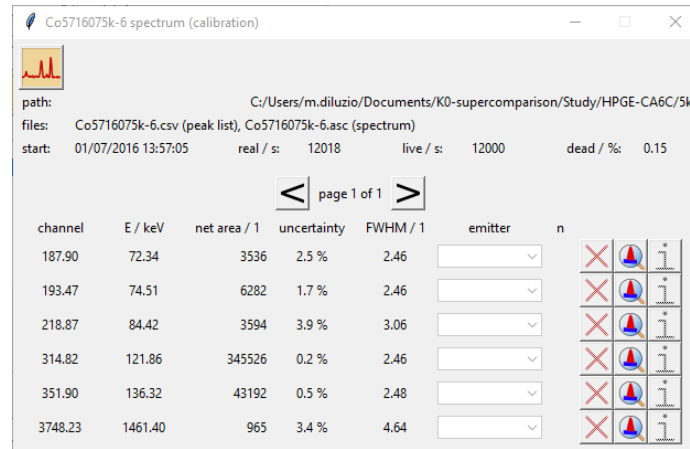 Co5716075k-6 spectrum (calibration)
path: C:/Users/m.diluzio/Documents/K0-supercomparison/Study/HPGE-CA6C/5k
files: Co5716075k-6.csv (peak list), Co5716075k-6.asc (spectrum)
start: 01/07/2016 13:57:05 real / s: 12018 live / s: 12000 dead / %: 0.15
< page 1 of 1 >
channel E / keV net area / 1 uncertainty FWHM / 1 emitter n
187.90 72.34 3536 2.5 % 2.46
193.47 74.51 6282 1.7 % 2.46
218.87 84.42 3594 3.9 % 3.06
314.82 121.86 345526 0.2 % 2.46
351.90 136.32 43192 0.5 % 2.48
3748.23 1461.40 965 3.4 % 4.64